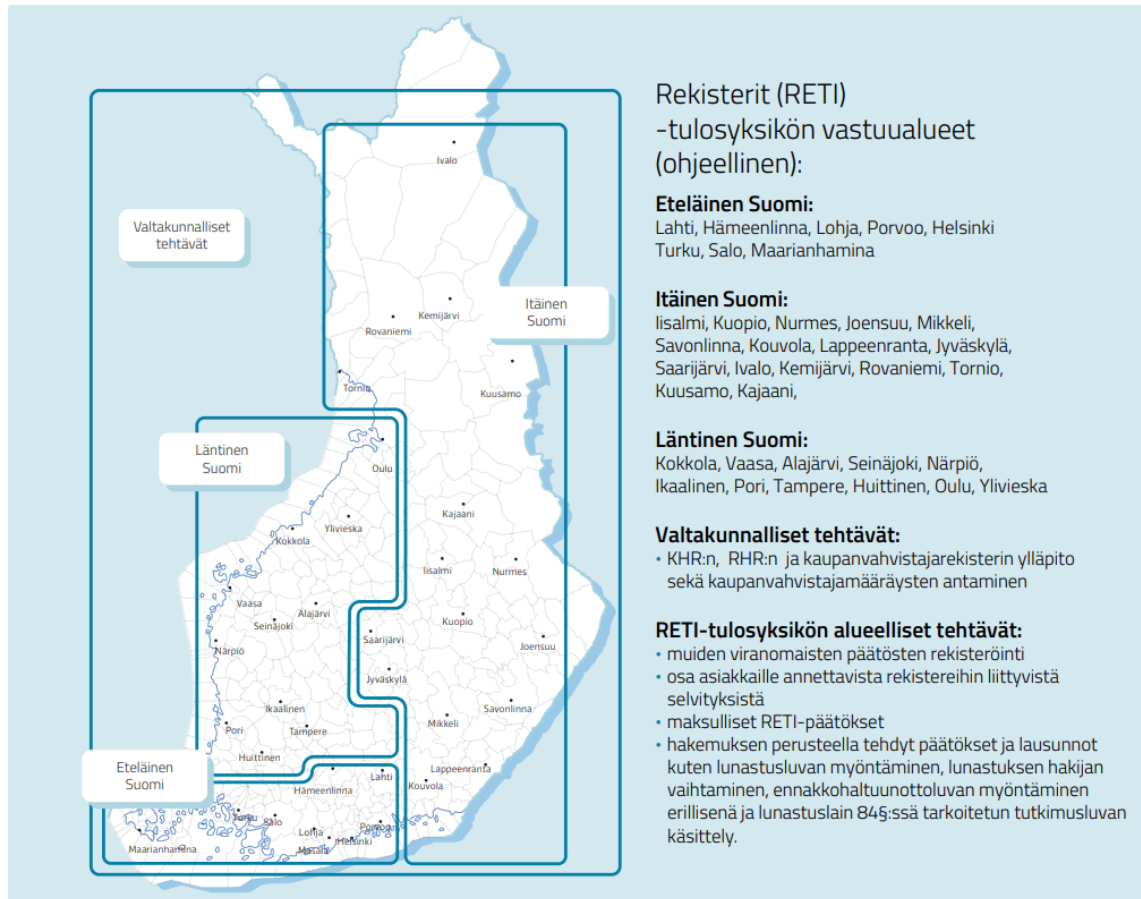 Rekisterit (RETI)
-tulosyksikön vastuualueet
(ohjeellinen):
Eteläinen Suomi:
Lahti, Hämeenlinna, Lohja, Porvoo, Helsinki
Turku, Salo, Maarianhamina
Itäinen Suomi:
Iisalmi, Kuopio, Nurmes, Joensuu, Mikkeli,
Savonlinna, Kouvola, Lappeenranta, Jyväskylä,
Saarijärvi, Ivalo, Kemijärvi, Rovaniemi, Tornio,
Kuusamo, Kajaani,
Läntinen Suomi:
Kokkola, Vaasa, Alajärvi, Seinäjoki, Närpiö,
Ikaalinen, Pori, Tampere, Huittinen, Oulu, Ylivieska
Valtakunnalliset tehtävät:
• KHR:n, RHR:n ja kaupanvahvistajarekisterin ylläpito
sekä kaupanvahvistajamääräysten antaminen
RETI-tulosyksikön alueelliset tehtävät:
• muiden viranomaisten päätösten rekisteröinti
• osa asiakkaille annettavista rekistereihin liittyvistä
selvityksistä
• maksulliset RETI-päätökset
• hakemuksen perusteella tehdyt päätökset ja lausunnot
kuten lunastusluvan myöntäminen, lunastuksen hakijan
vaihtaminen, ennakkohaltuunottoluvan myöntäminen
erillisenä ja lunastuslain 84§:ssä tarkoitetun tutkimusluvan
käsittely.
Valtakunnalliset
tehtävät
Itäinen
Suomi
Läntinen
Suomi
Eteläinen
Suomi
Ivalo
Kemijärvi
Rovaniemi
Tornio
Kuusamo
Oulu
Kajaani
Ylivieska
Kokkola
Iisalmi
Nurmes
Vaasa
Alajärvi
Seinäjoki
Kuopio
Saarijärvi
Närpiö
Joensuu
Jyväskylä
Ikaalinen
Savonlinna
Mikkeli
Pori
Tampere
Huittinen
Lappeenranta
Lahti
Kouvola
Hämeenlinna
Turku
Salo
Porvoo
Lohja
Helsinki
Masala
Maarianhamina